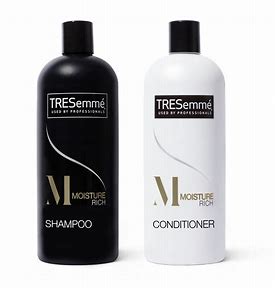 TRESemmé
USED BY PROFESSIONALS
M MOISTURE
RICH
SHAMPOO
TRESemmé
USED BY PROFESSIONALS
M MOISTURE
RICH
CONDITIONER